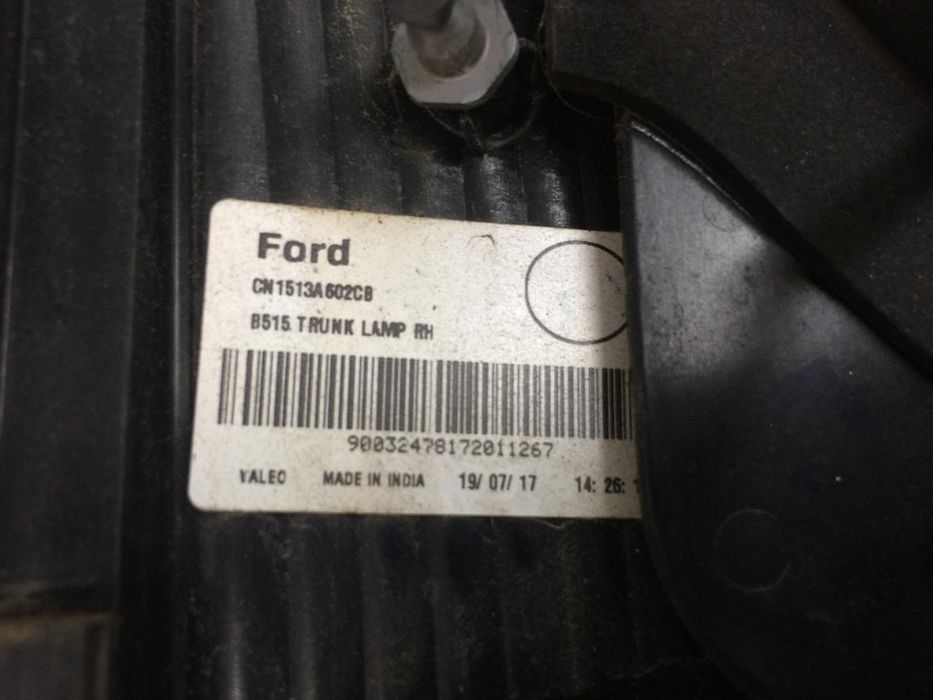 Ford
CN1513A602CB
B515 TRUNK LAMP RH
90032478172011267
VALEO MADE IN INDIA 19/ 07/ 17 14: 26: